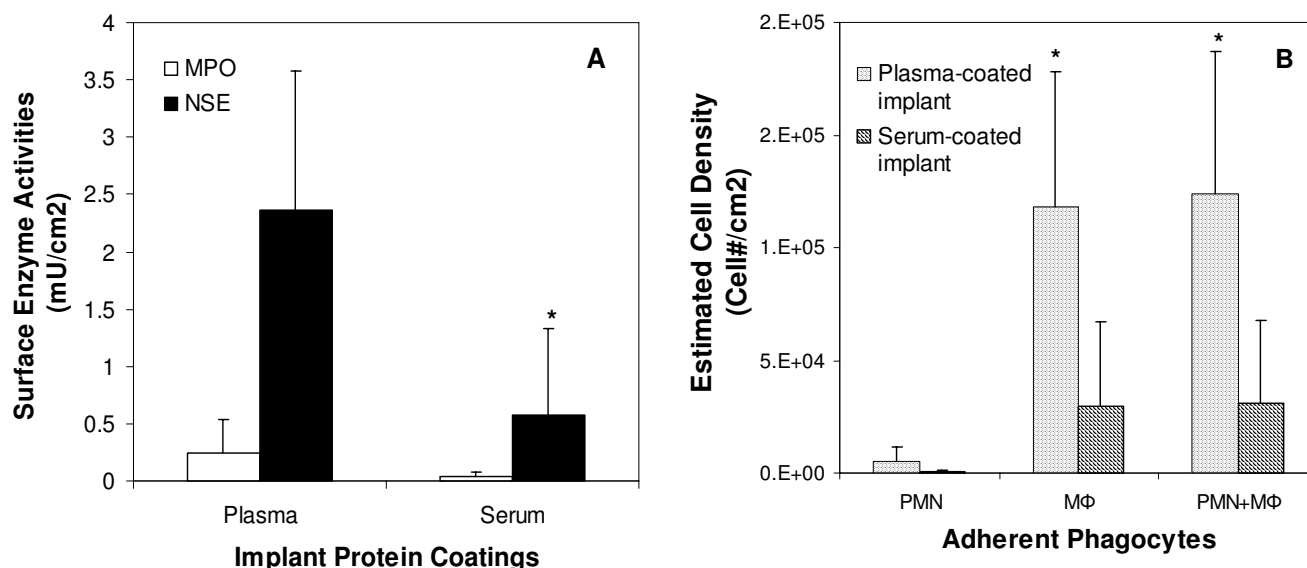 A
MPO
NSE
Surface Enzyme Activities
(mU/cm2)
4
3.5
3
2.5
2
1.5
1
0.5
0
*
Plasma
Serum
Implant Protein Coatings
B
Plasma-coated
implant
Serum-coated
implant
Estimated Cell Density
(Cell#/cm2)
2.E+05
2.E+05
1.E+05
5.E+04
0.E+00
*
*
PMN
MΦ
PMN+MΦ
Adherent Phagocytes